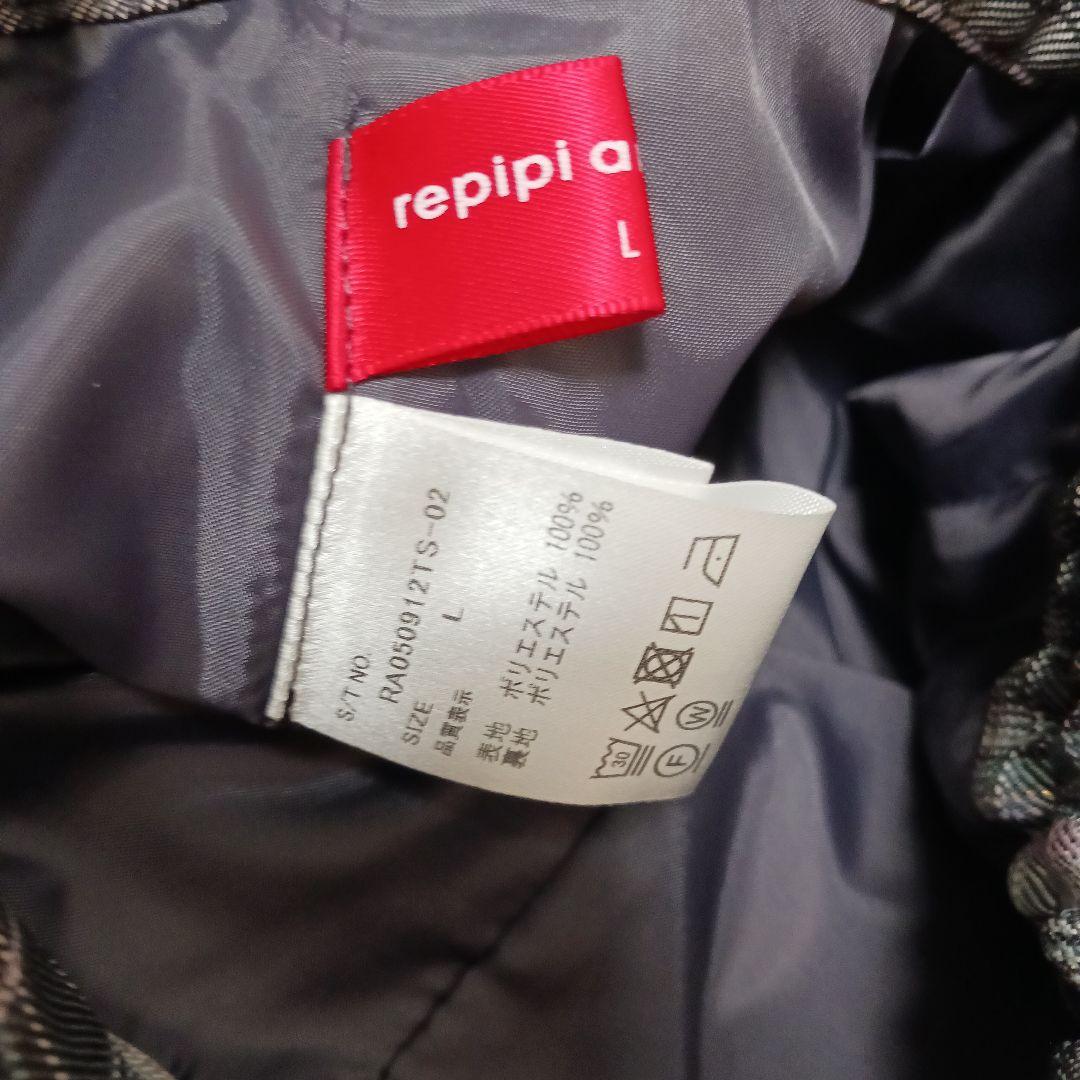 repipi a
L
S/T NO.
RA050912TS-02
SIZE L
品質表示
表地 ポリエステル 100%
裏地 ポリエステル 100%
30
F
W